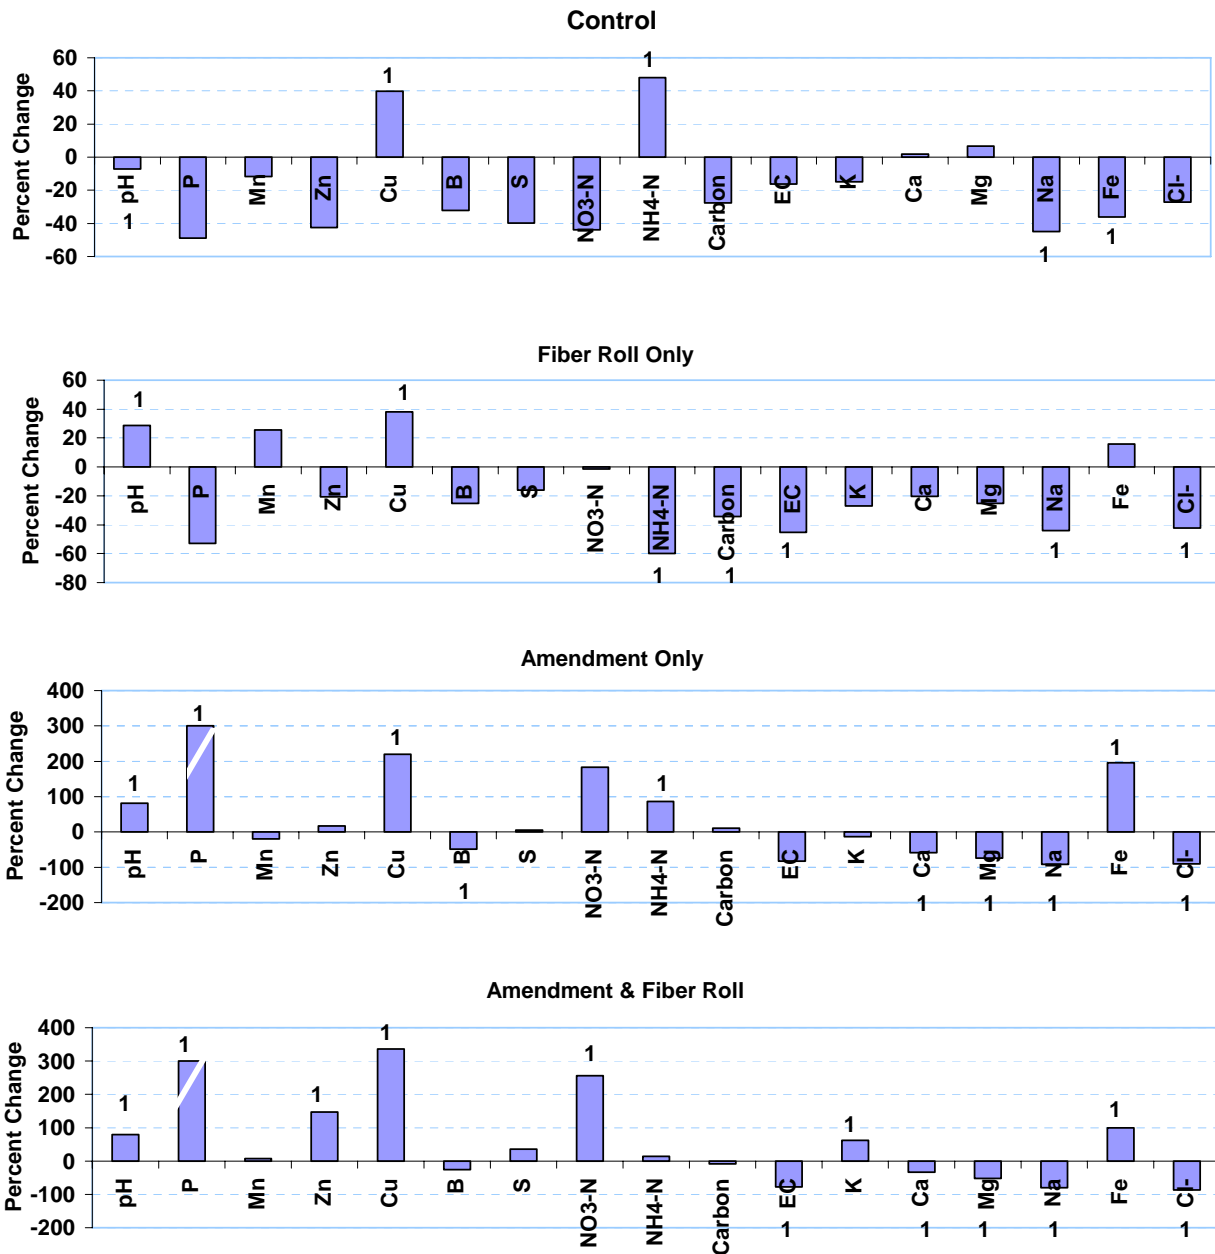 Control
Percent Change
60
40
20
0
-20
-40
-60
1 1
pH P Mn Zn Cu B S NO3-N NH4-N Carbon EC K Ca Mg Na Fe Cl-
1 1 1
Fiber Roll Only
Percent Change
60
40
20
0
-20
-40
-60
-80
1 1
pH P Mn Zn Cu B S NO3-N NH4-N Carbon EC K Ca Mg Na Fe Cl-
1 1 1 1 1
Amendment Only
Percent Change
400
300
200
100
0
-100
-200
1 1 1 1 1
pH P Mn Zn Cu B S NO3-N NH4-N Carbon EC K Ca Mg Na Fe Cl-
1 1 1 1 1
Amendment & Fiber Roll
Percent Change
400
300
200
100
0
-100
-200
1 1 1 1 1 1 1
pH P Mn Zn Cu B S NO3-N NH4-N Carbon EC K Ca Mg Na Fe Cl-
1 1 1 1 1